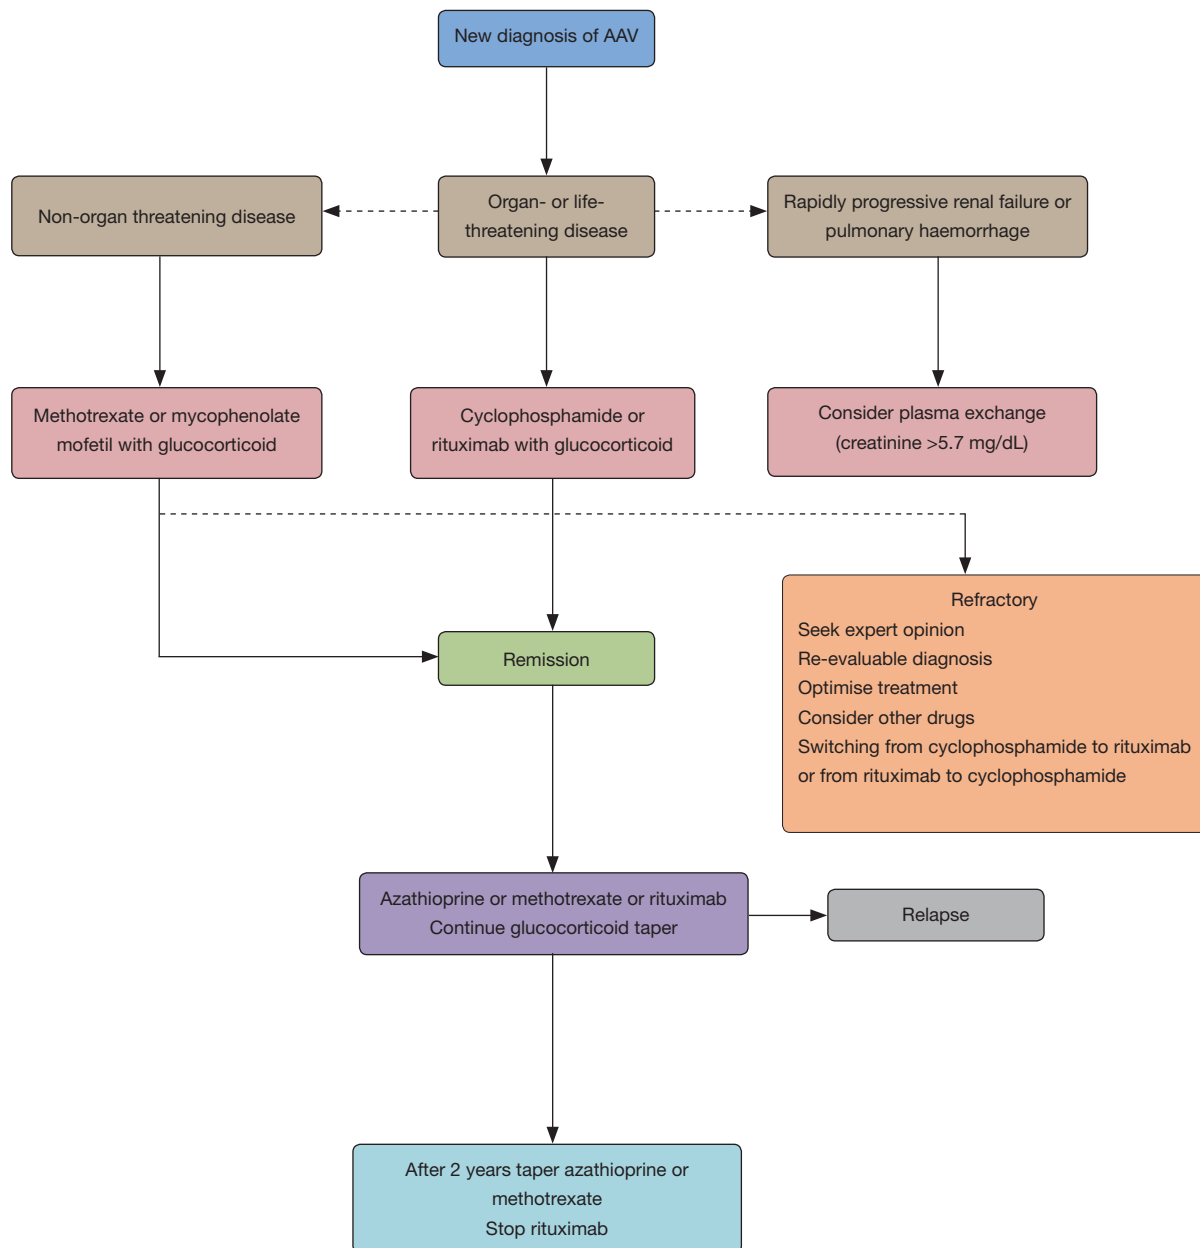 New diagnosis of AAV
Non-organ threatening disease
Organ- or life-
threatening disease
Rapidly progressive renal failure or
pulmonary haemorrhage
Methotrexate or mycophenolate
mofetil with glucocorticoid
Cyclophosphamide or
rituximab with glucocorticoid
Consider plasma exchange
(creatinine >5.7 mg/dL)
Refractory
Seek expert opinion
Re-evaluable diagnosis
Optimise treatment
Consider other drugs
Switching from cyclophosphamide to rituximab
or from rituximab to cyclophosphamide
Remission
Azathioprine or methotrexate or rituximab
Continue glucocorticoid taper
Relapse
After 2 years taper azathioprine or
methotrexate
Stop rituximab